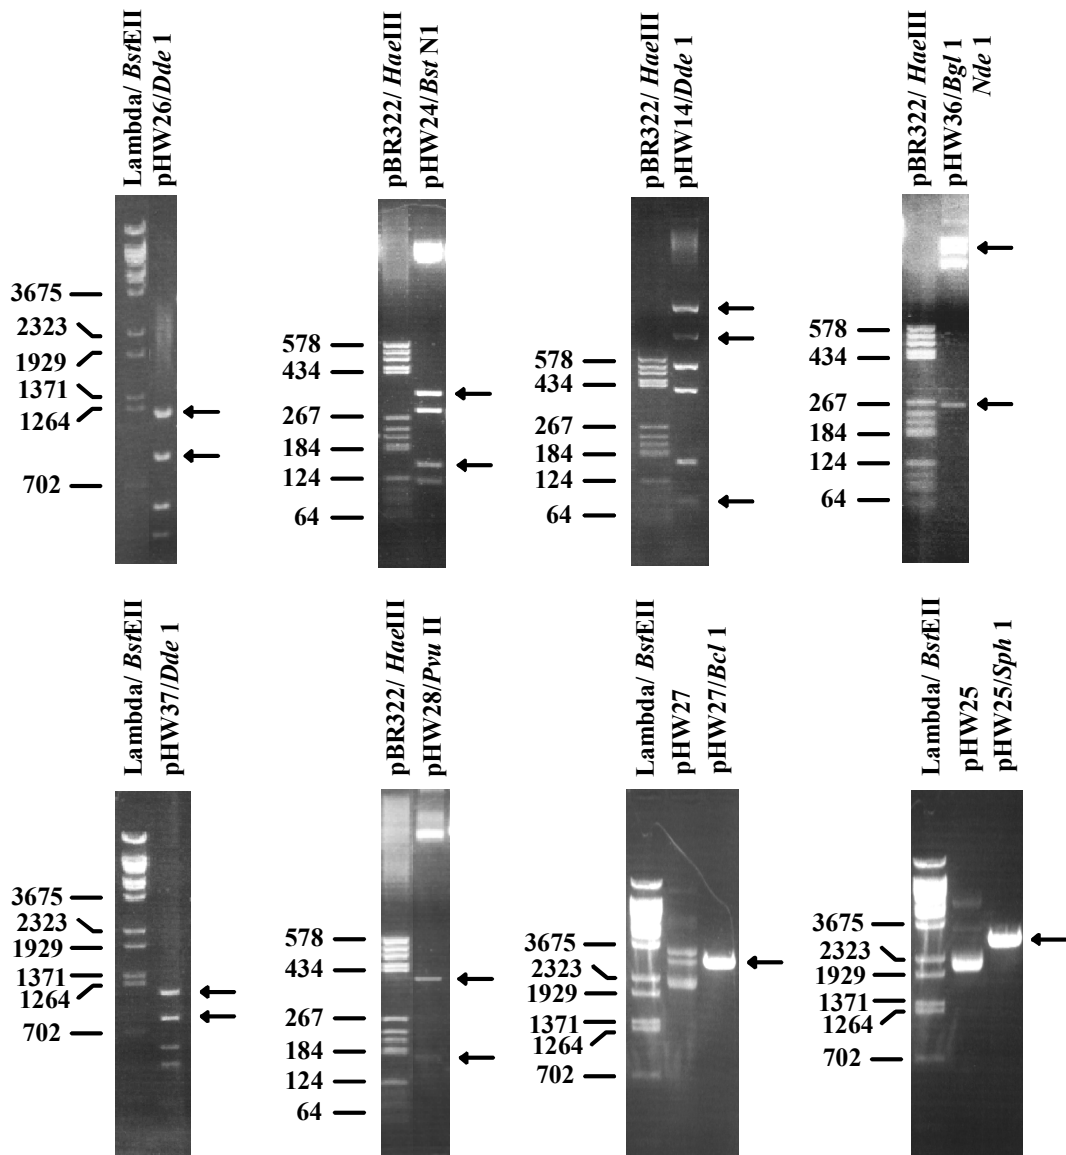 Lambda/ BstEII
pHW26/Dde 1
3675
2323
1929
1371
1264
702
pBR322/ HaeIII
pHW24/Bst N1
578
434
267
184
124
64
pBR322/ HaeIII
pHW14/Dde 1
578
434
267
184
124
64
pBR322/ HaeIII
pHW36/Bgl 1
Nde 1
578
434
267
184
124
64
Lambda/ BstEII
pHW37/Dde 1
3675
2323
1929
1371
1264
702
pBR322/ HaeIII
pHW28/Pvu II
578
434
267
184
124
64
Lambda/ BstEII
pHW27
pHW27/Bcl 1
3675
2323
1929
1371
1264
702
Lambda/ BstEII
pHW25
pHW25/Sph 1
3675
2323
1929
1371
1264
702